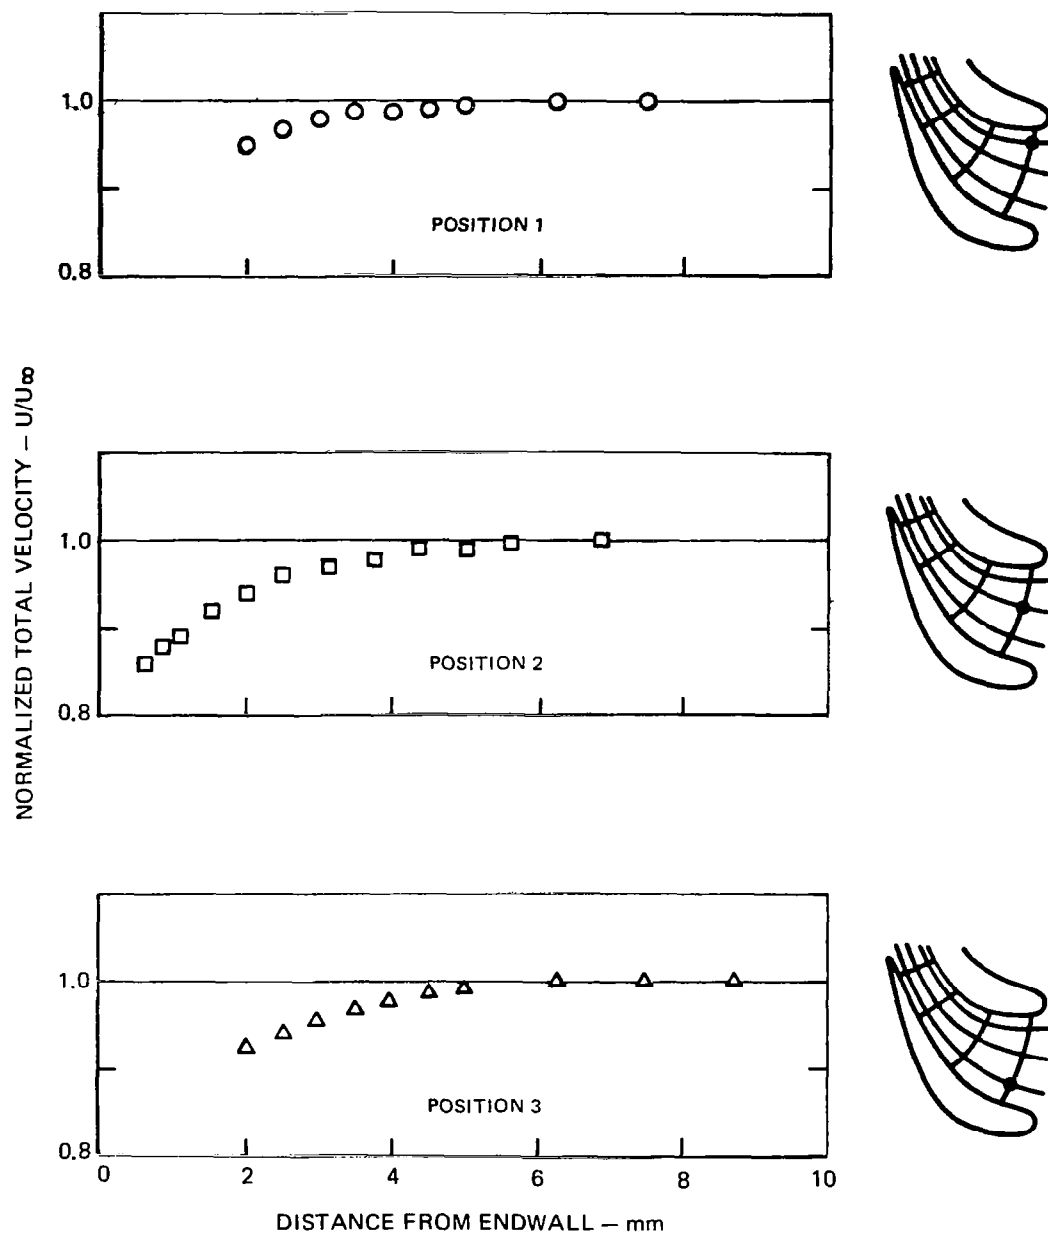 NORMALIZED TOTAL VELOCITY – U/U∞
1.0
0.8
POSITION 1
1.0
0.8
POSITION 2
1.0
0.8
POSITION 3
0 2 4 6 8 10
DISTANCE FROM ENDWALL – mm